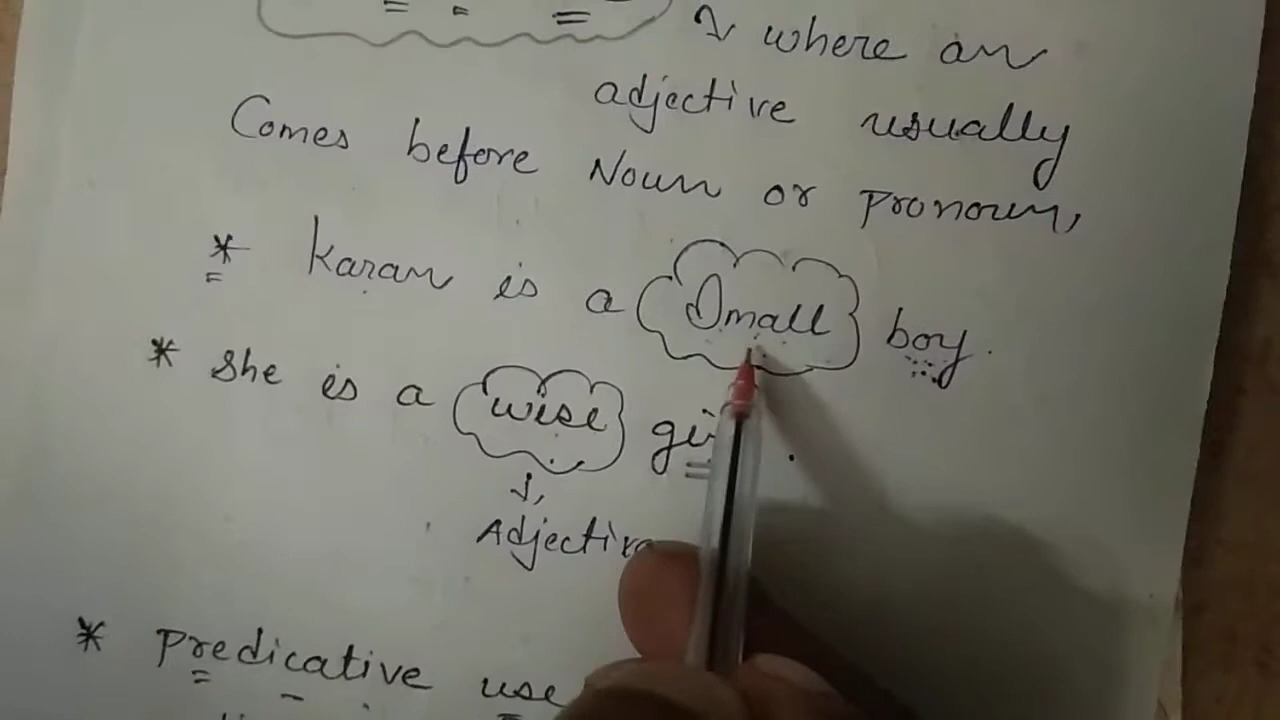 where an
adjective usually
Comes before Noun or pronoun,
* Karan is a Small boy.
* She is a wise
Adjective
* Predicative use